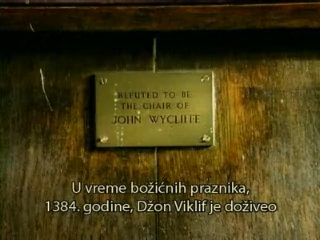 REPUTED TO BE
THE CHAIR OF
JOHN WYCLIFFE
U vreme božićnih praznika,
1384. godine, Džon Viklif je doživeo